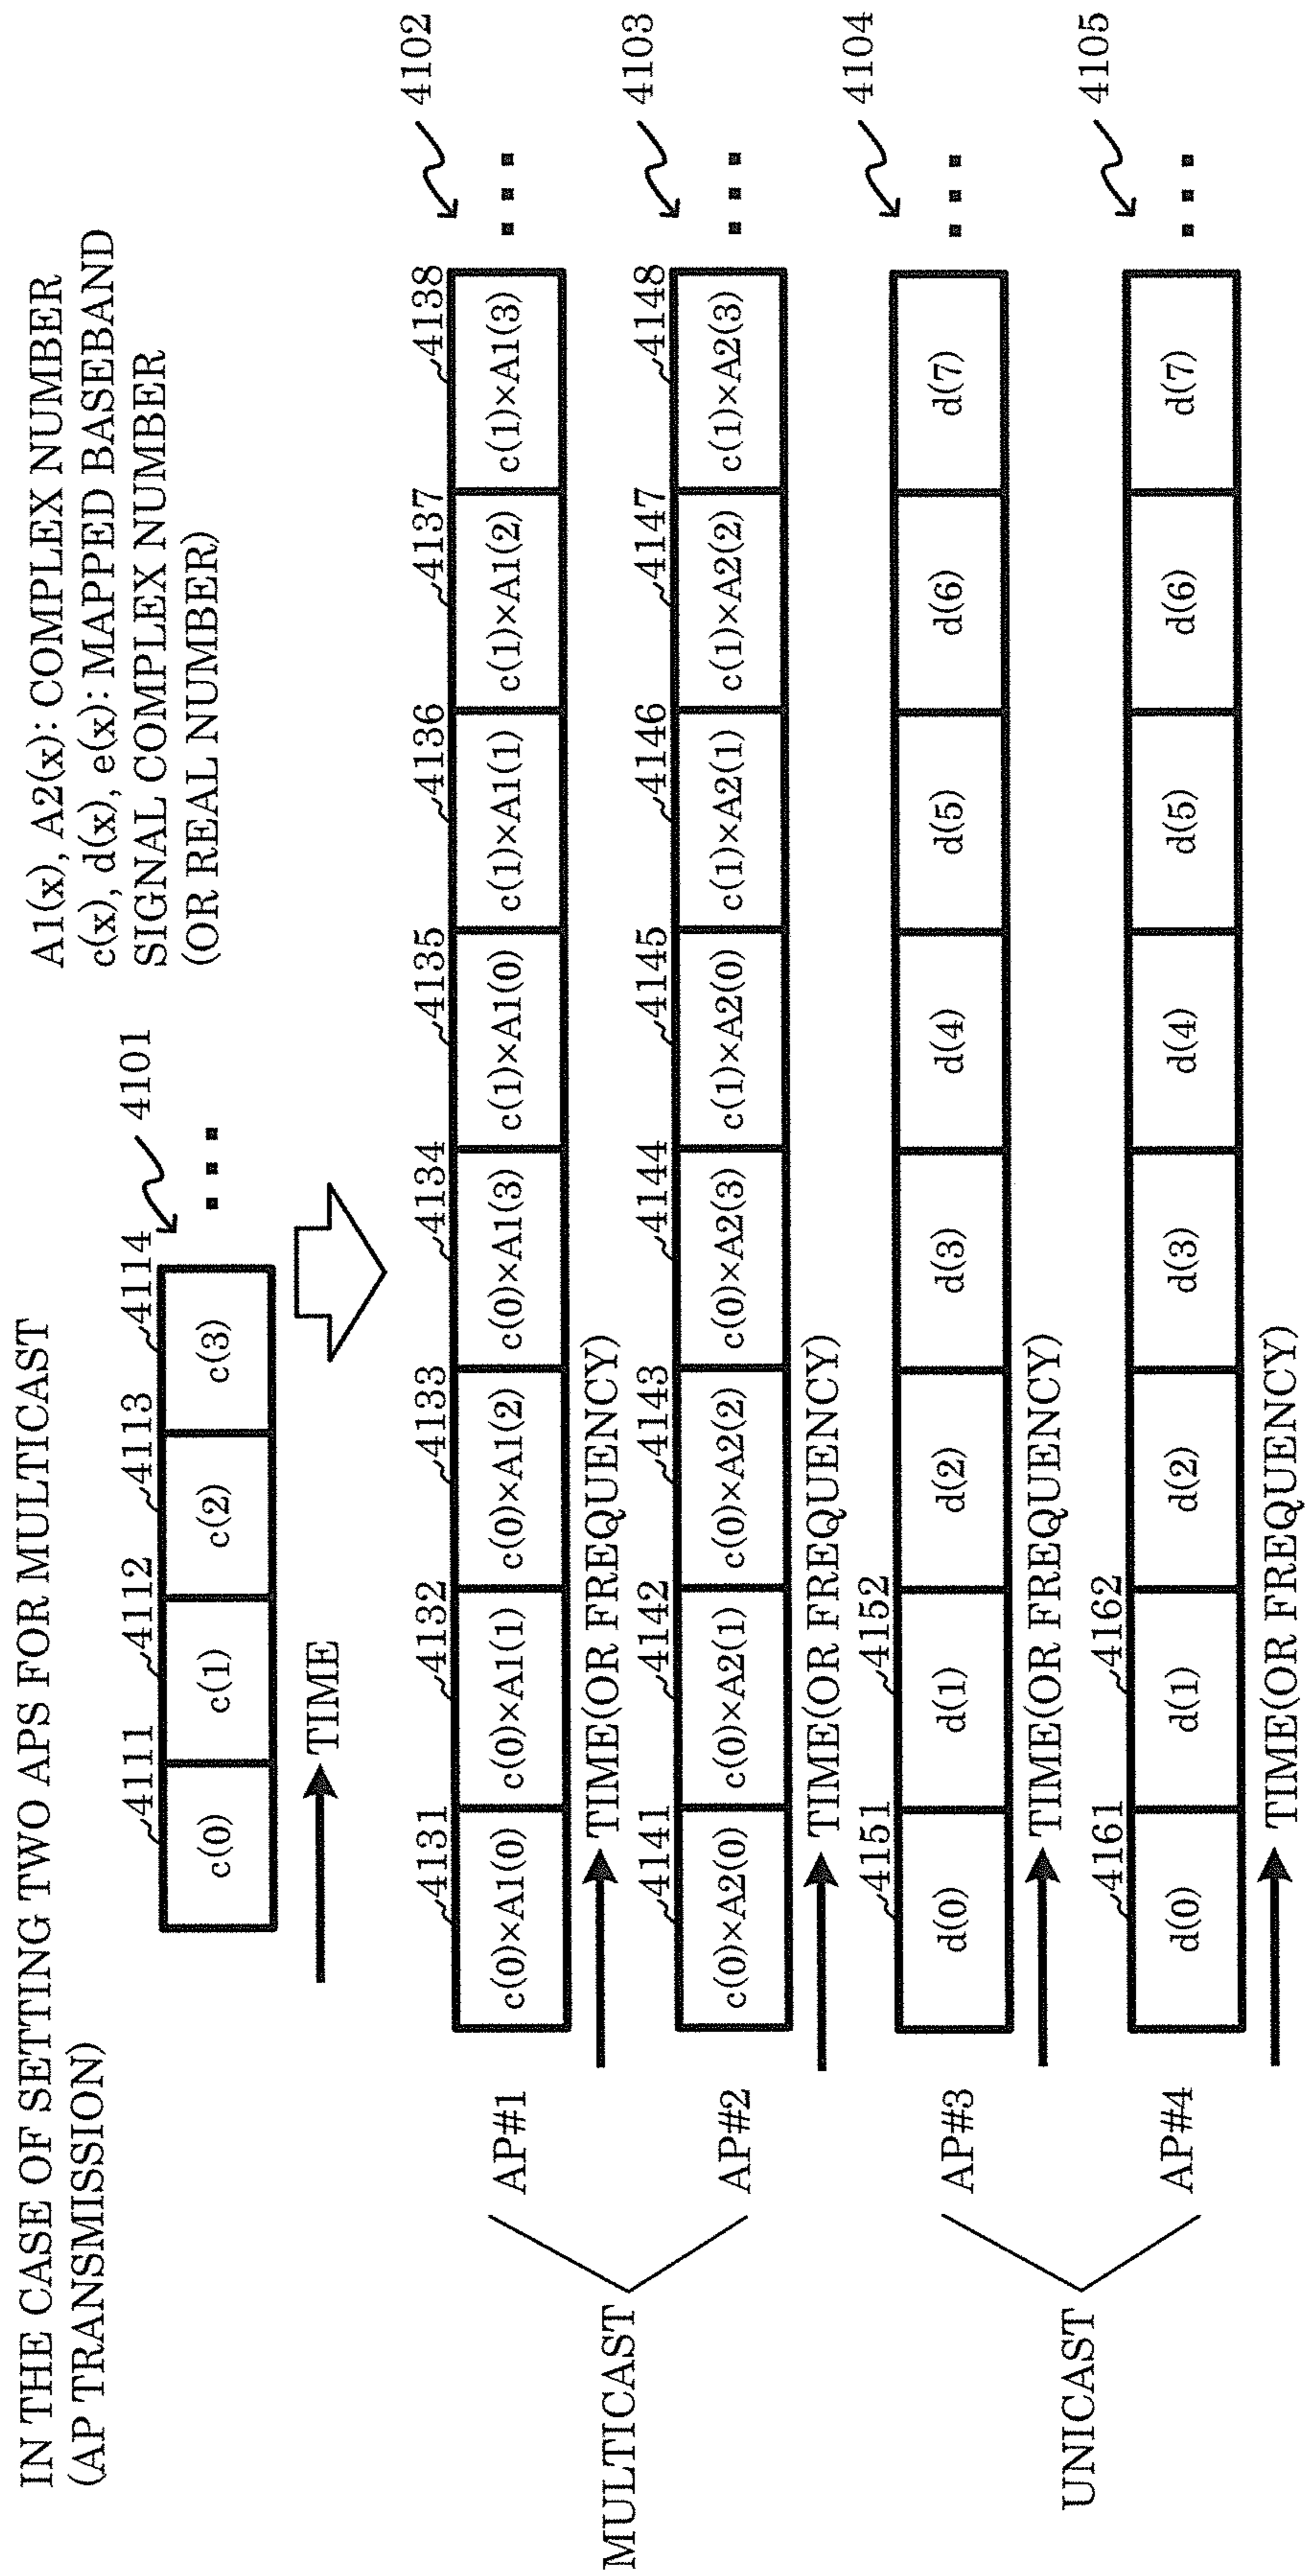 IN THE CASE OF SETTING TWO APS FOR MULTICAST
(AP TRANSMISSION)
A1(x), A2(x): COMPLEX NUMBER
c(x), d(x), e(x): MAPPED BASEBAND
SIGNAL COMPLEX NUMBER
(OR REAL NUMBER)
4111 4112 4113 4114 4101
c(0) c(1) c(2) c(3) ...
TIME
4131 4132 4133 4134 4135 4136 4137 4138 4102
MULTICAST
AP#1 c(0)×A1(0) c(0)×A1(1) c(0)×A1(2) c(0)×A1(3) c(1)×A1(0) c(1)×A1(1) c(1)×A1(2) c(1)×A1(3) ...
TIME(OR FREQUENCY)
4141 4142 4143 4144 4145 4146 4147 4148 4103
AP#2 c(0)×A2(0) c(0)×A2(1) c(0)×A2(2) c(0)×A2(3) c(1)×A2(0) c(1)×A2(1) c(1)×A2(2) c(1)×A2(3) ...
TIME(OR FREQUENCY)
4151 4152 4104
UNICAST
AP#3 d(0) d(1) d(2) d(3) d(4) d(5) d(6) d(7) ...
TIME(OR FREQUENCY)
4161 4162 4105
AP#4 d(0) d(1) d(2) d(3) d(4) d(5) d(6) d(7) ...
TIME(OR FREQUENCY)